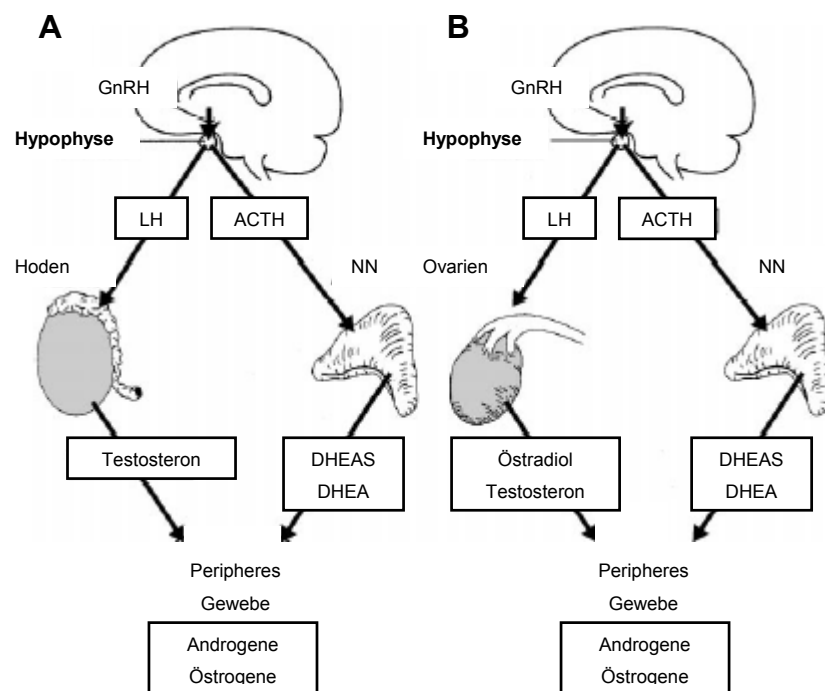 A
GnRH
Hypophyse
LH
ACTH
Hoden
NN
Testosteron
DHEAS
DHEA
Peripheres
Gewebe
Androgene
Östrogene
B
GnRH
Hypophyse
LH
ACTH
Ovarien
NN
Östradiol
Testosteron
DHEAS
DHEA
Peripheres
Gewebe
Androgene
Östrogene